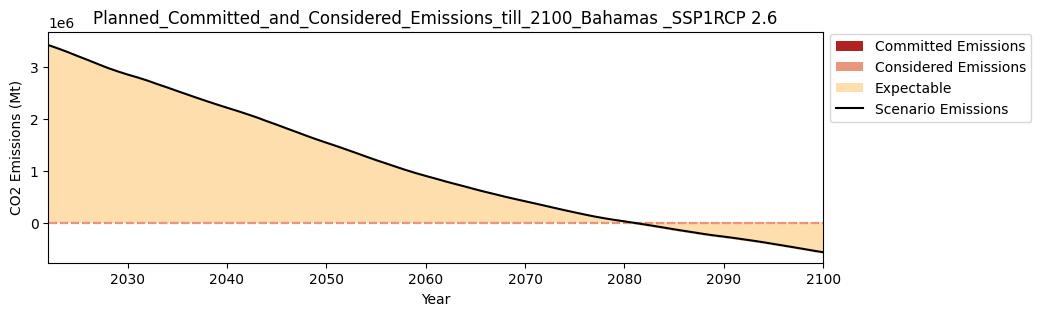 Planned_Committed_and_Considered_Emissions_till_2100_Bahamas _SSP1RCP 2.6
1e6
3
2
1
0
CO2 Emissions (Mt)
2030 2040 2050 2060 2070 2080 2090 2100
Year
Committed Emissions
Considered Emissions
Expectable
Scenario Emissions